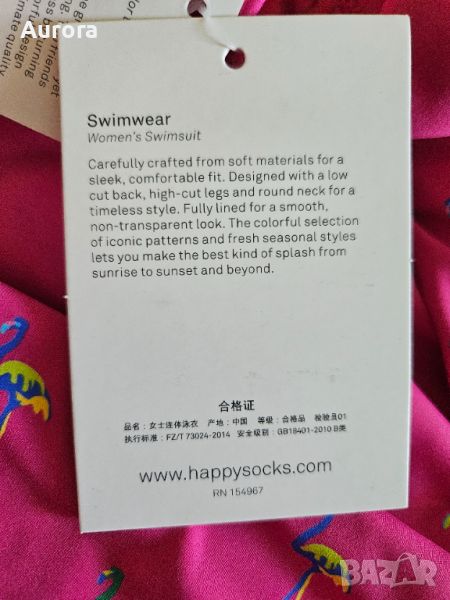 Aurora
Swimwear
Women's Swimsuit
Carefully crafted from soft materials for a
sleek, comfortable fit. Designed with a low
cut back, high-cut legs and round neck for a
timeless style. Fully lined for a smooth,
non-transparent look. The colorful selection
of iconic patterns and fresh seasonal styles
lets you make the best kind of splash from
sunrise to sunset and beyond.
合格证
品名：女士连体泳衣 产地：中国 等级：合格品 检验员01
执行标准：FZ/T 73024-2014 安全级别：GB18401-2010 B类
www.happysocks.com
RN 154967
BAZAR